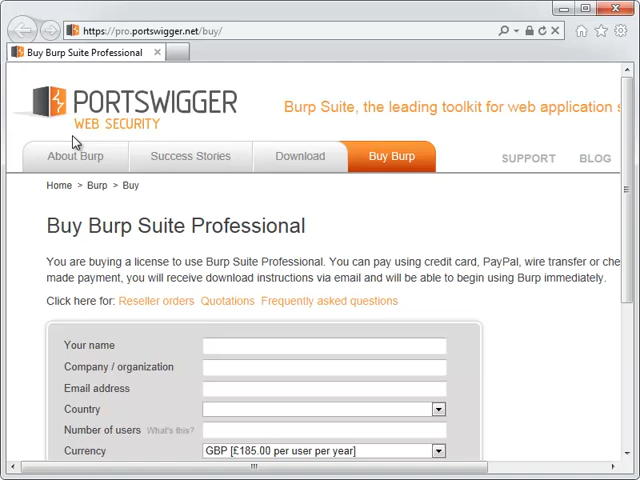 https://pro.portswigger.net/buy/
Buy Burp Suite Professional
PORTSWIGGER
WEB SECURITY
Burp Suite, the leading toolkit for web application s
About Burp
Success Stories
Download
Buy Burp
SUPPORT
BLOG
Home > Burp > Buy
Buy Burp Suite Professional
You are buying a license to use Burp Suite Professional. You can pay using credit card, PayPal, wire transfer or che
made payment, you will receive download instructions via email and will be able to begin using Burp immediately.
Click here for: Reseller orders Quotations Frequently asked questions
Your name
Company / organization
Email address
Country
Number of users What's this?
Currency GBP [£185.00 per user per year]